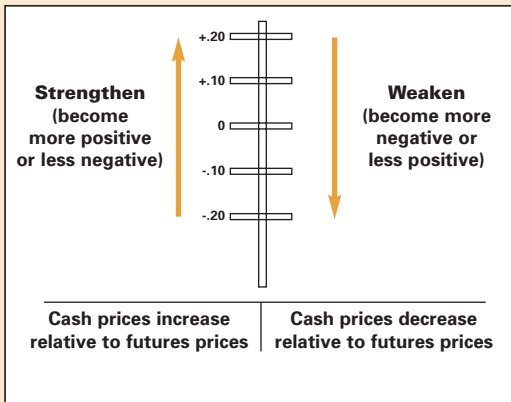 +.20
+.10
0
-.10
-.20
Strengthen
(become
more positive
or less negative)
Weaken
(become more
negative or
less positive)
Cash prices increase
relative to futures prices
Cash prices decrease
relative to futures prices